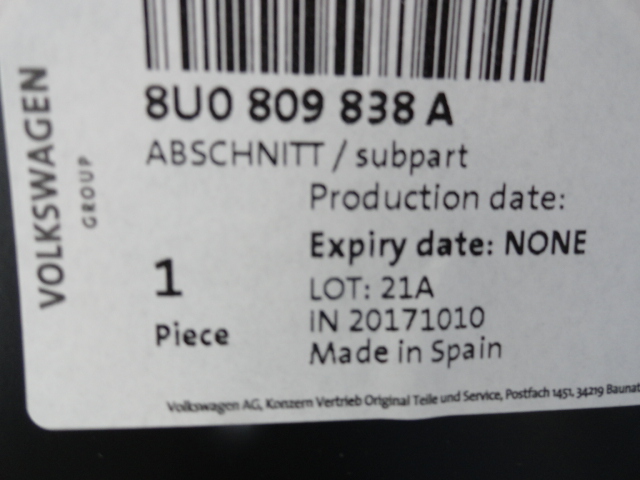 VOLKSWAGEN
GROUP
8U0 809 838 A
ABSCHNITT / subpart
Production date:
Expiry date: NONE
1
Piece
LOT: 21A
IN 20171010
Made in Spain
Volkswagen AG, Konzern Vertrieb Original Teile und Service, Postfach 1451, 34219 Baunat